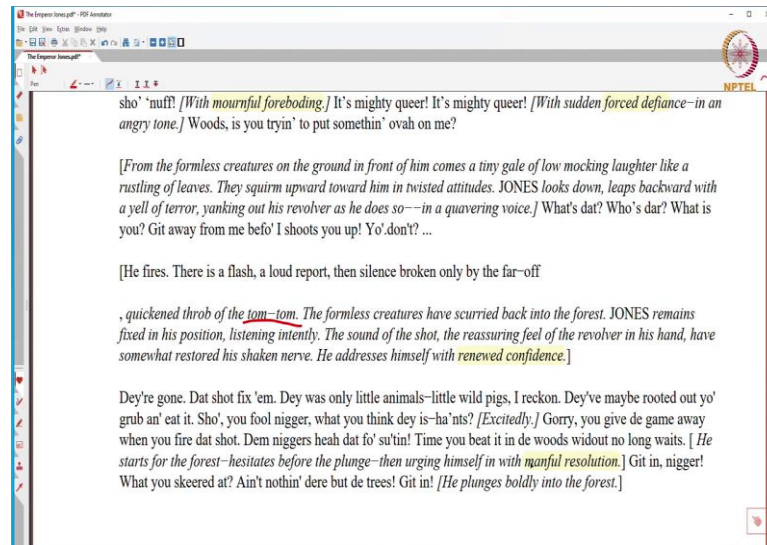 The Emperor Jones.pdf* - PDF Annotator
File Edit View Extras Window Help
The Emperor Jones.pdf*
Pen
NPTEL
sho’ ‘nuff! [With mournful foreboding.] It’s mighty queer! It’s mighty queer! [With sudden forced defiance−in an
angry tone.] Woods, is you tryin’ to put somethin’ ovah on me?
[From the formless creatures on the ground in front of him comes a tiny gale of low mocking laughter like a
rustling of leaves. They squirm upward toward him in twisted attitudes. JONES looks down, leaps backward with
a yell of terror, yanking out his revolver as he does so−−in a quavering voice.] What's dat? Who’s dar? What is
you? Git away from me befo' I shoots you up! Yo'.don't? ...
[He fires. There is a flash, a loud report, then silence broken only by the far−off
, quickened throb of the tom−tom. The formless creatures have scurried back into the forest. JONES remains
fixed in his position, listening intently. The sound of the shot, the reassuring feel of the revolver in his hand, have
somewhat restored his shaken nerve. He addresses himself with renewed confidence.]
Dey're gone. Dat shot fix 'em. Dey was only little animals−little wild pigs, I reckon. Dey've maybe rooted out yo'
grub an' eat it. Sho', you fool nigger, what you think dey is−ha’nts? [Excitedly.] Gorry, you give de game away
when you fire dat shot. Dem niggers heah dat fo' su'tin! Time you beat it in de woods widout no long waits. [ He
starts for the forest−hesitates before the plunge−then urging himself in with manful resolution.] Git in, nigger!
What you skeered at? Ain't nothin' dere but de trees! Git in! [He plunges boldly into the forest.]